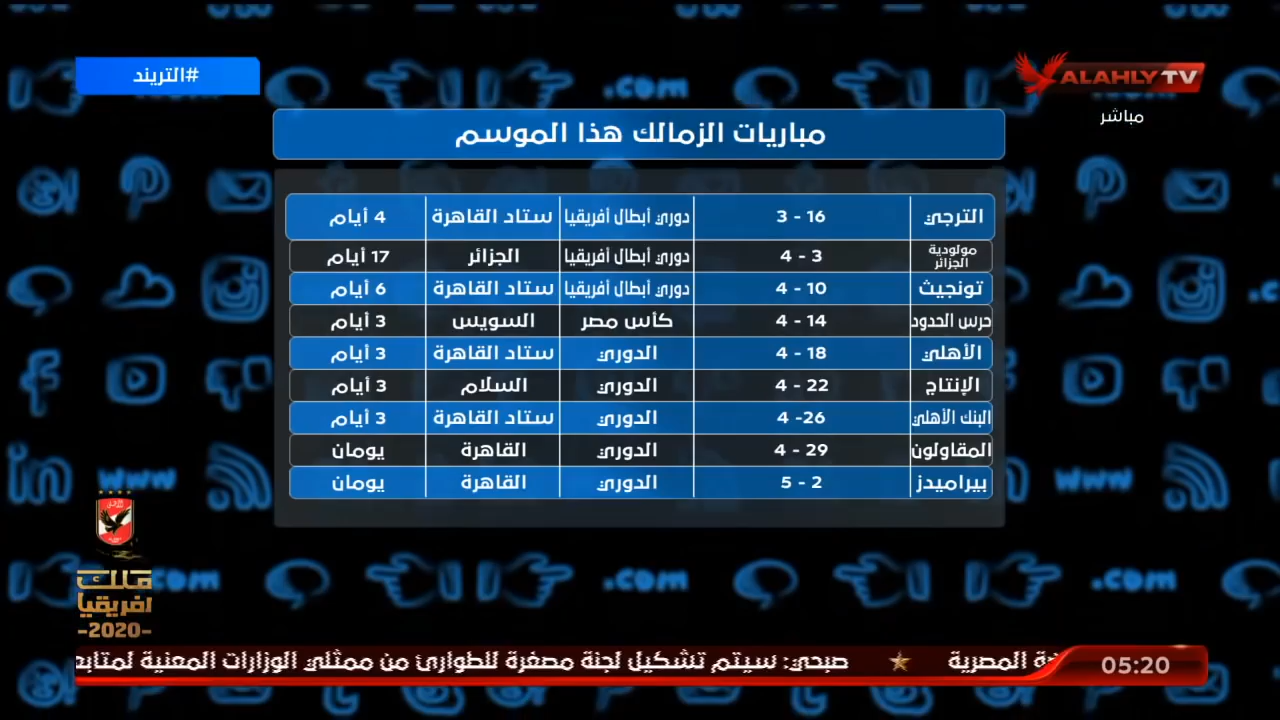 #التريند
ALAHLY TV
مباشر
مباريات الزمالك هذا الموسم
الترجي 16 - 3 دوري أبطال أفريقيا ستاد القاهرة 4 أيام
مولودية الجزائر 3 - 4 دوري أبطال أفريقيا الجزائر 17 أيام
تونجيث 10 - 4 دوري أبطال أفريقيا ستاد القاهرة 6 أيام
حرس الحدود 14 - 4 كأس مصر السويس 3 أيام
الأهلي 18 - 4 الدوري ستاد القاهرة 3 أيام
الإنتاج 22 - 4 الدوري السلام 3 أيام
البنك الأهلي 26- 4 الدوري ستاد القاهرة 3 أيام
المقاولون 29 - 4 الدوري القاهرة يومان
بيراميدز 2 - 5 الدوري القاهرة يومان
ملك افريقيا
-2020-
المصرية ★ صبحي: سيتم تشكيل لجنة مصغرة للطوارئ من ممثلي الوزارات المعنية
05:20